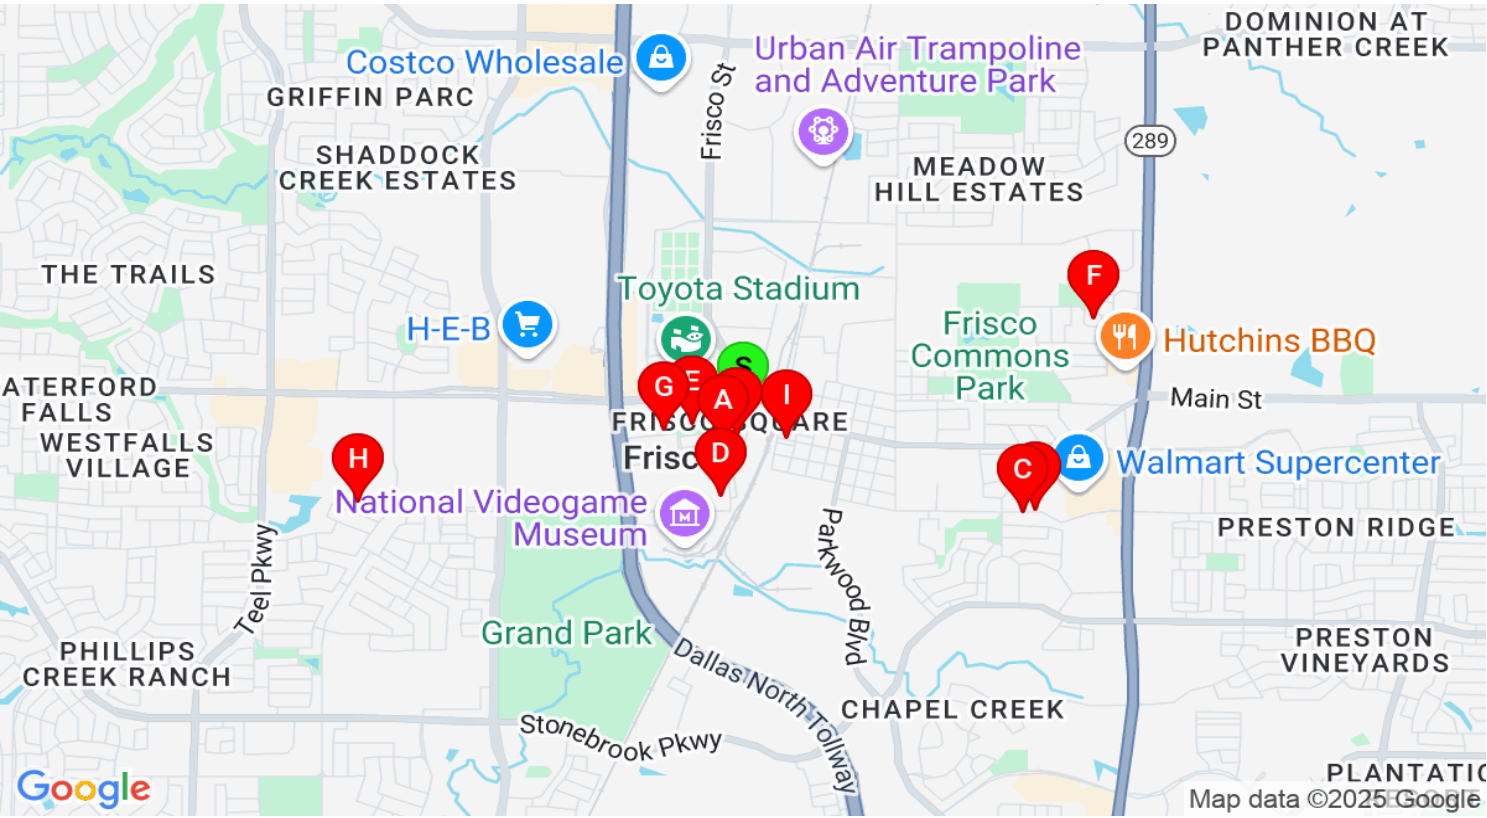 DOMINION AT
PANTHER CREEK
Urban Air Trampoline
and Adventure Park
Costco Wholesale
GRIFFIN PARC
Frisco St
289
SHADDOCK
CREEK ESTATES
MEADOW
HILL ESTATES
THE TRAILS
F
Toyota Stadium
H-E-B
Frisco
Commons
Park
Hutchins BBQ
S
G
E
A
I
ATERFORD
FALLS
Main St
FRISCO SQUARE
WESTFALLS
VILLAGE
H
Frisc
D
C
Walmart Supercenter
National Videogame
Museum
M
PRESTON RIDGE
Teel Pkwy
Parkwood Blvd
Grand Park
PHILLIPS
CREEK RANCH
Dallas North Tollway
PRESTON
VINEYARDS
CHAPEL CREEK
Stonebrook Pkwy
PLANTATIO
Google
Map data ©2025 Google